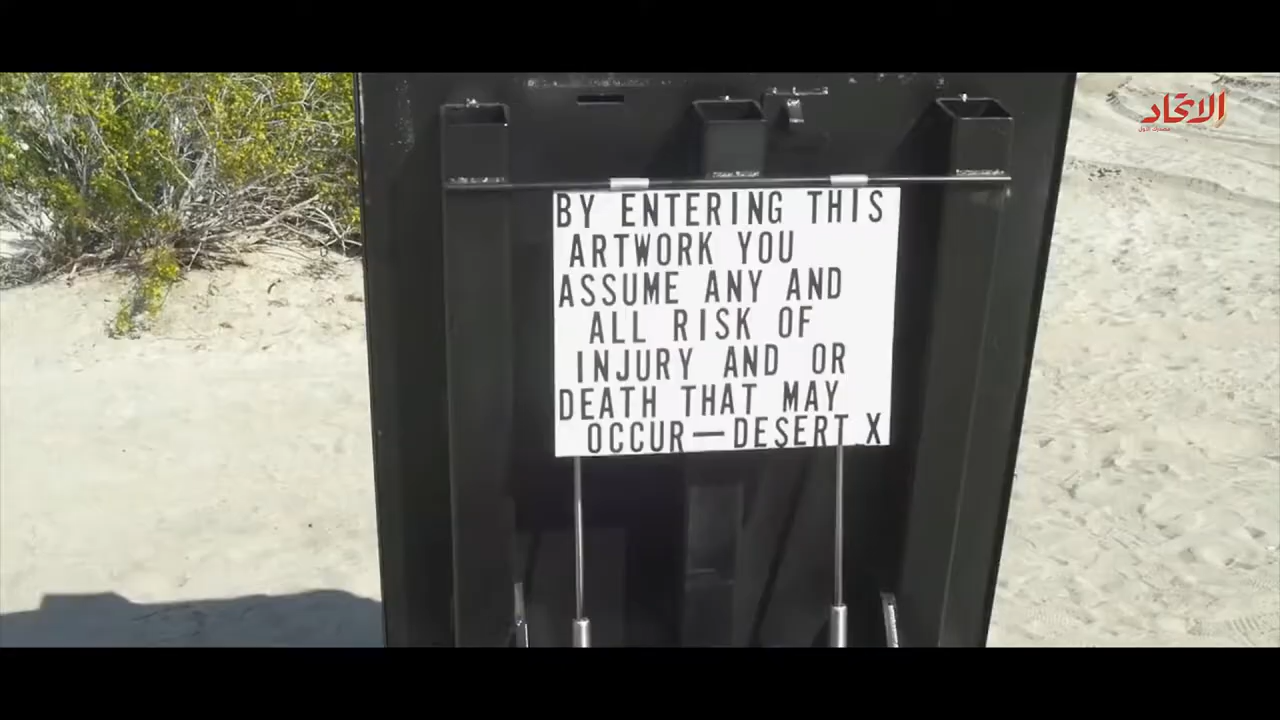 الاتحاد
BY ENTERING THIS
ARTWORK YOU
ASSUME ANY AND
ALL RISK OF
INJURY AND OR
DEATH THAT MAY
OCCUR—DESERT X